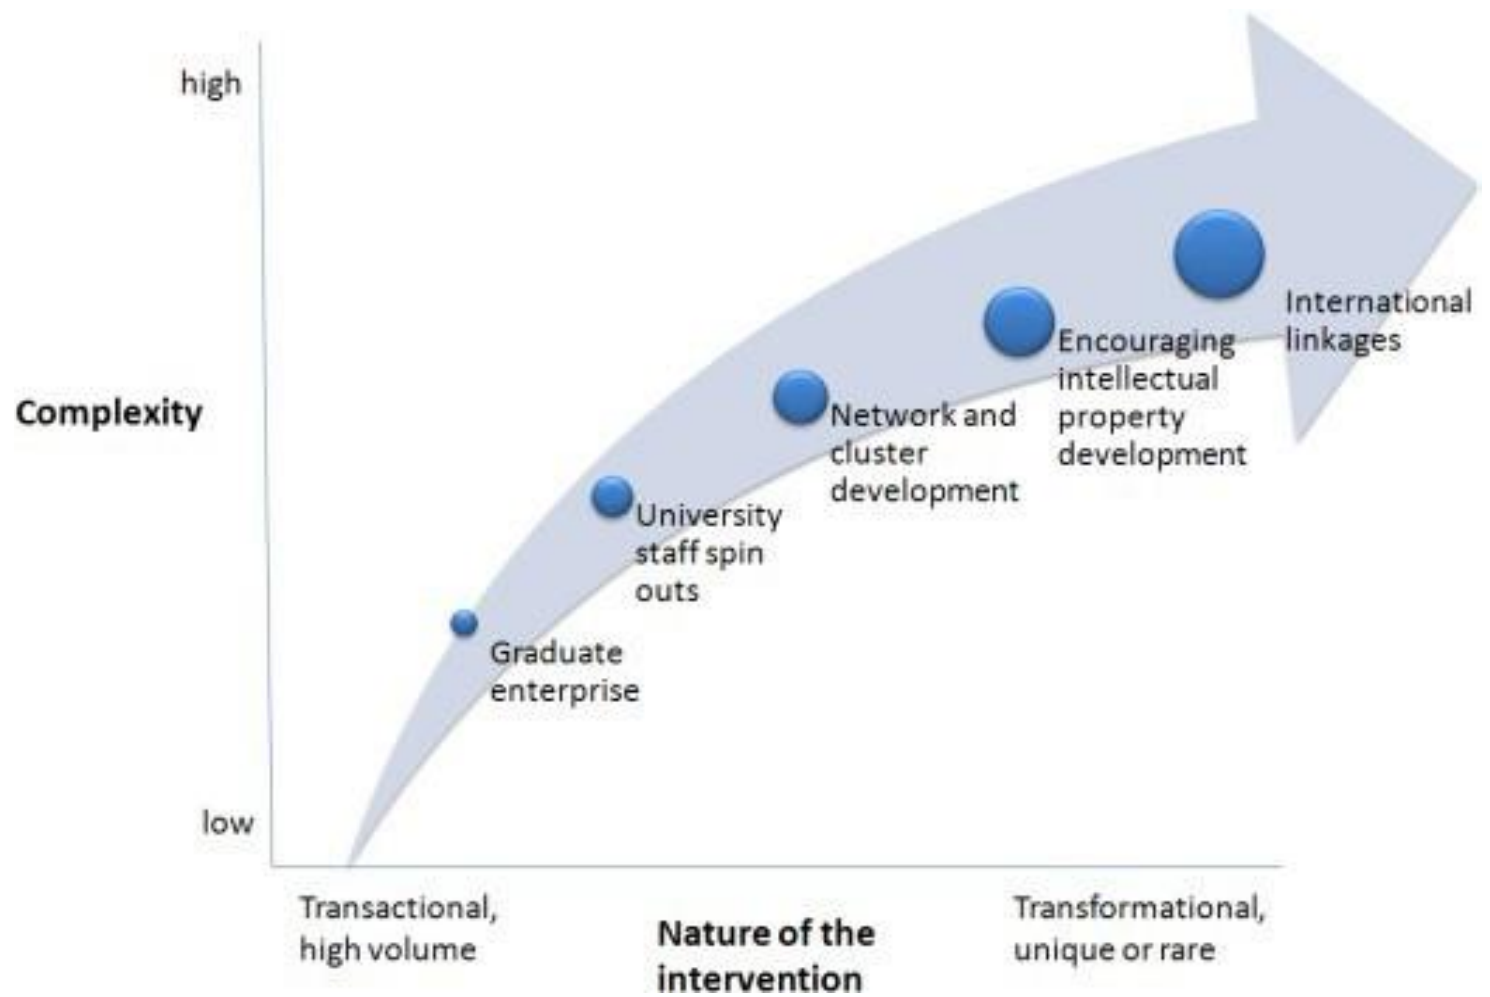 high
Complexity
low
International
linkages
Encouraging
intellectual
property
development
Network and
cluster
development
University
staff spin
outs
Graduate
enterprise
Transactional,
high volume
Nature of the
intervention
Transformational,
unique or rare